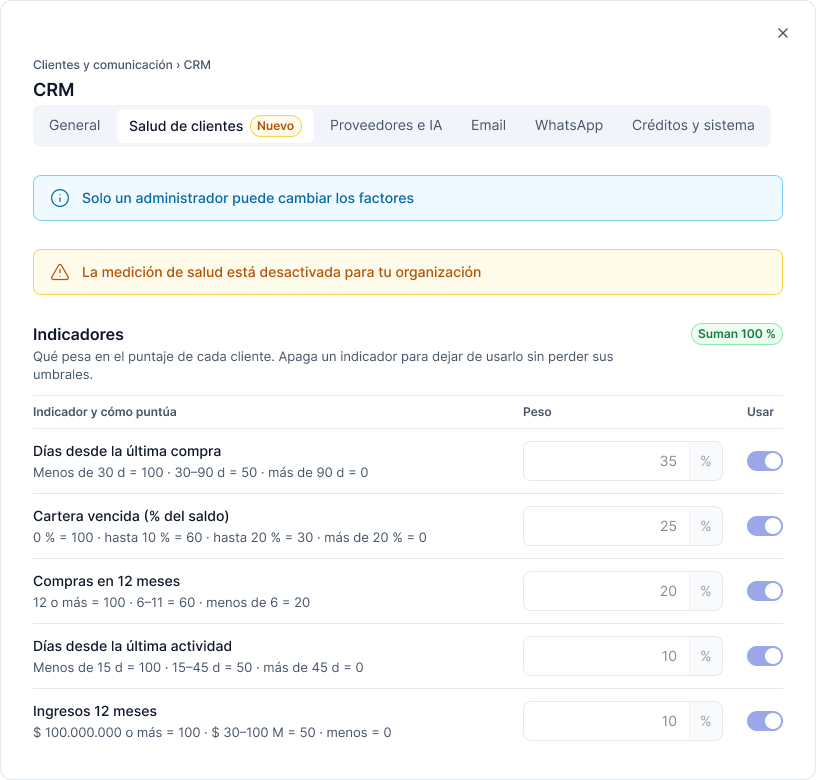 Clientes y comunicación › CRM
CRM
General
Salud de clientes
Nuevo
Proveedores e IA
Email
WhatsApp
Créditos y sistema
Solo un administrador puede cambiar los factores
La medición de salud está desactivada para tu organización
Indicadores
Suman 100 %
Qué pesa en el puntaje de cada cliente. Apaga un indicador para dejar de usarlo sin perder sus
umbrales.
Indicador y cómo puntúa
Peso
Usar
Días desde la última compra
Menos de 30 d = 100 · 30–90 d = 50 · más de 90 d = 0
35 %
Cartera vencida (% del saldo)
0 % = 100 · hasta 10 % = 60 · hasta 20 % = 30 · más de 20 % = 0
25 %
Compras en 12 meses
12 o más = 100 · 6–11 = 60 · menos de 6 = 20
20 %
Días desde la última actividad
Menos de 15 d = 100 · 15–45 d = 50 · más de 45 d = 0
10 %
Ingresos 12 meses
$ 100.000.000 o más = 100 · $ 30–100 M = 50 · menos = 0
10 %